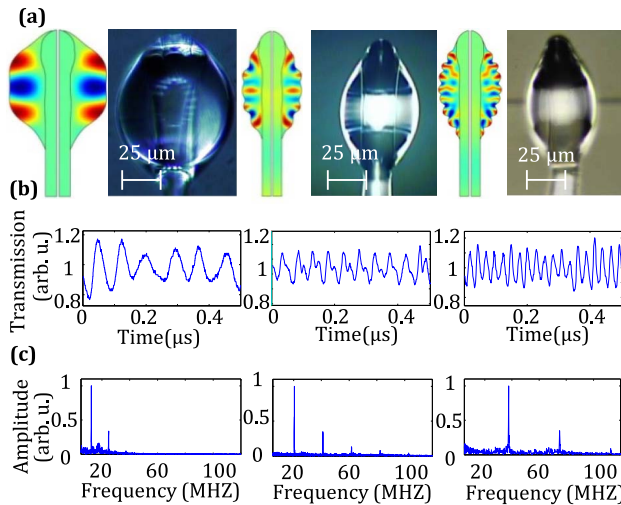 (a)
25 μm
25 μm
25 μm
(b)
Transmission
(arb. u.)
1.2
1
0.8
0
0.2
0.4
Time(μs)
1.2
1
0.8
0
0.2
0.4
Time(μs)
1.2
1
0.8
0
0.2
0.4
Time(μs)
(c)
Amplitude
(arb. u.)
1
0.5
0
20
60
100
Frequency (MHZ)
1
0.5
0
20
60
100
Frequency (MHZ)
1
0.5
0
20
60
100
Frequency (MHZ)